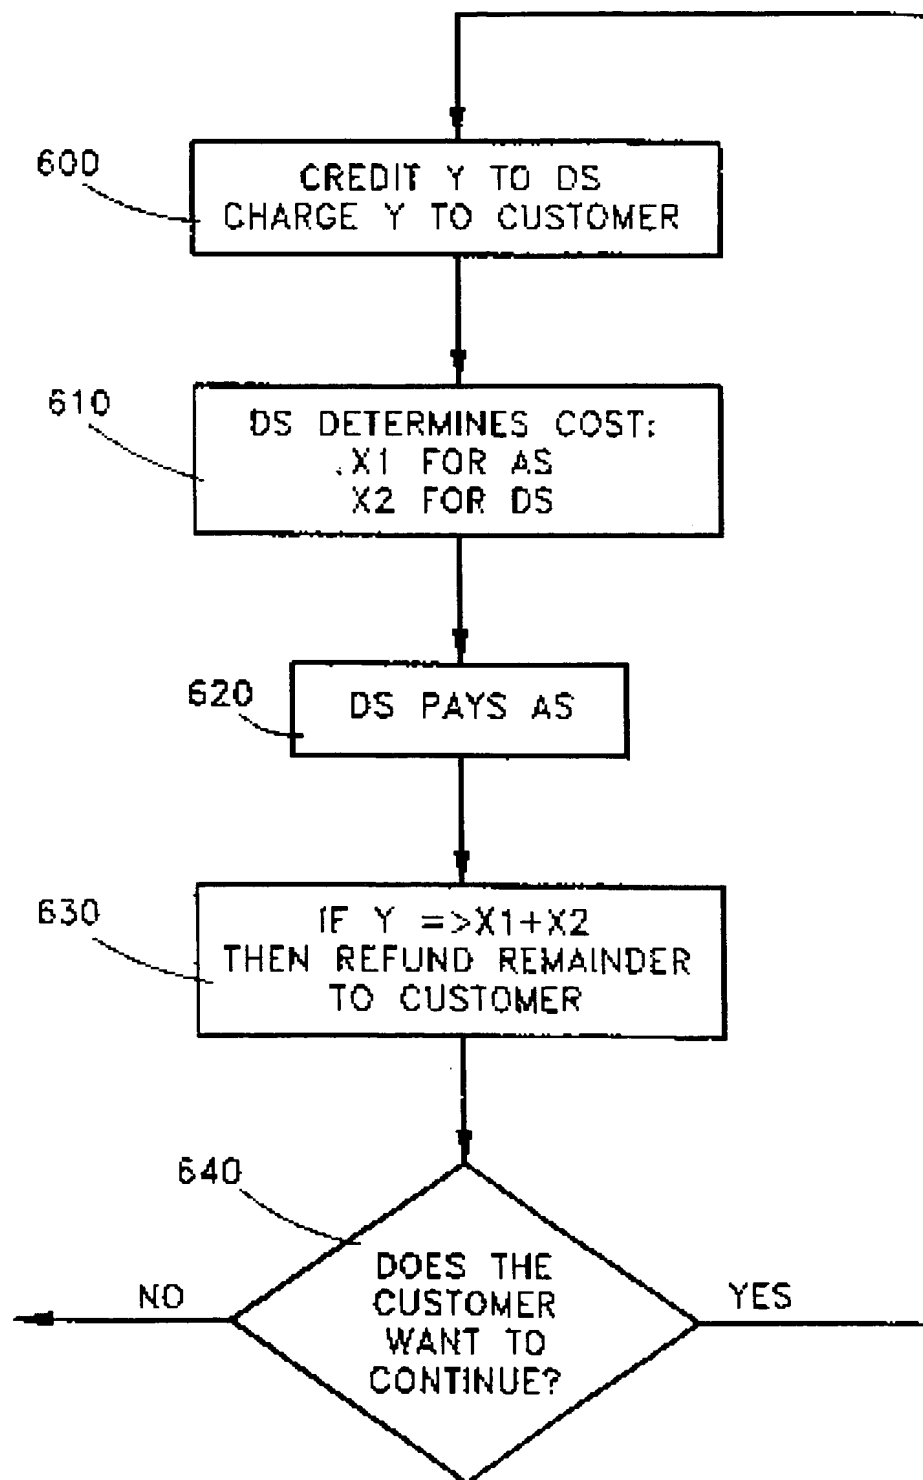 600
CREDIT Y TO DS
CHARGE Y TO CUSTOMER
610
DS DETERMINES COST:
X1 FOR AS
X2 FOR DS
620
DS PAYS AS
630
IF Y =>X1+X2
THEN REFUND REMAINDER
TO CUSTOMER
640
DOES THE
CUSTOMER
WANT TO
CONTINUE?
NO
YES